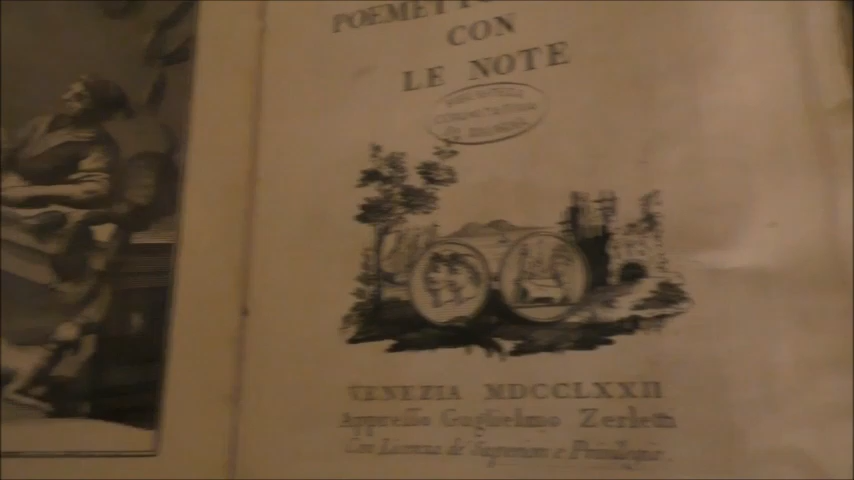 CON
LE NOTE
VENEZIA MDCCLXXII
Appresso Guglielmo Zerletti
Con Licenza de' Superiori e Privilegio